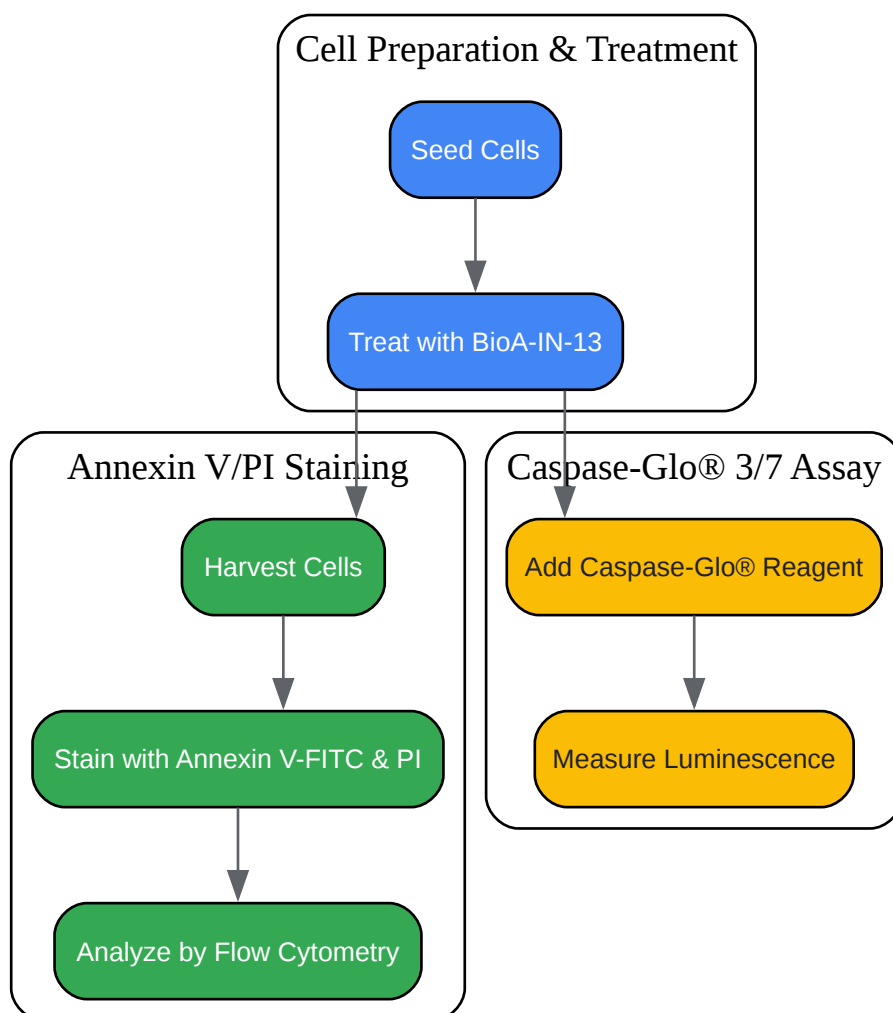 Cell Preparation & Treatment
Seed Cells
Treat with BioA-IN-13
Annexin V/PI Staining
Harvest Cells
Stain with Annexin V-FITC & PI
Analyze by Flow Cytometry
Caspase-Glo® 3/7 Assay
Add Caspase-Glo® Reagent
Measure Luminescence